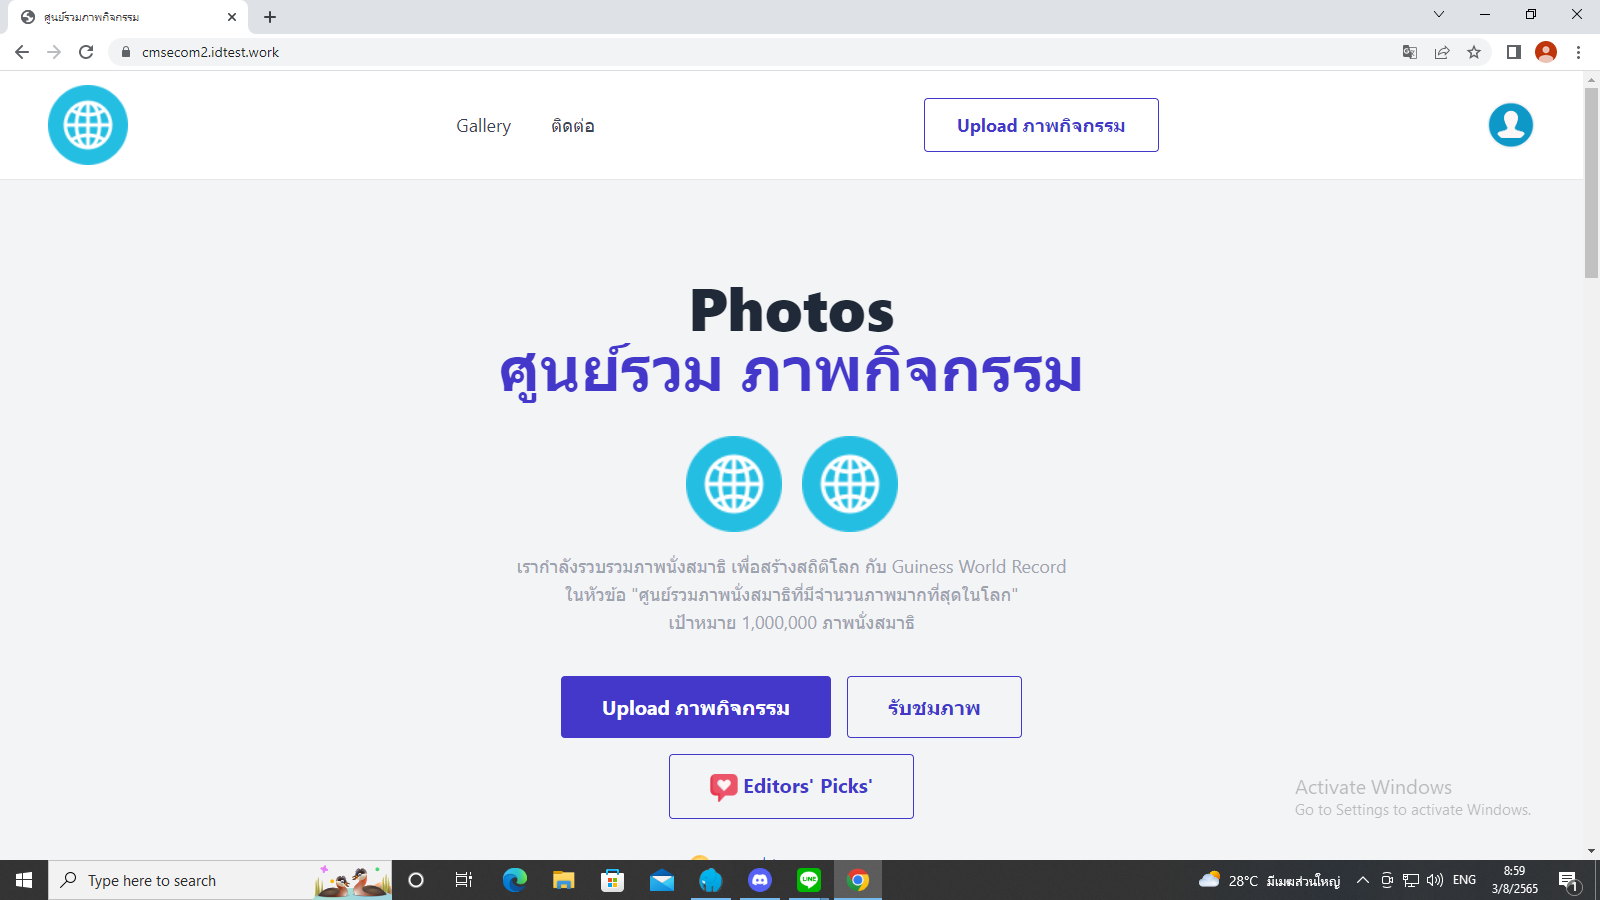 ศูนย์รวมภาพกิจกรรม
cmsecom2.idtest.work
Gallery
ติดต่อ
Upload ภาพกิจกรรม
Photos
ศูนย์รวม ภาพกิจกรรม
เรากำลังรวบรวมภาพนั่งสมาธิ เพื่อสร้างสถิติโลก กับ Guiness World Record
ในหัวข้อ "ศูนย์รวมภาพนั่งสมาธิที่มีจำนวนภาพมากที่สุดในโลก"
เป้าหมาย 1,000,000 ภาพนั่งสมาธิ
Upload ภาพกิจกรรม
รับชมภาพ
Editors' Picks'
Activate Windows
Go to Settings to activate Windows.
Type here to search
LINE
28°C มีเมฆส่วนใหญ่
ENG
8:59
3/8/2565
1